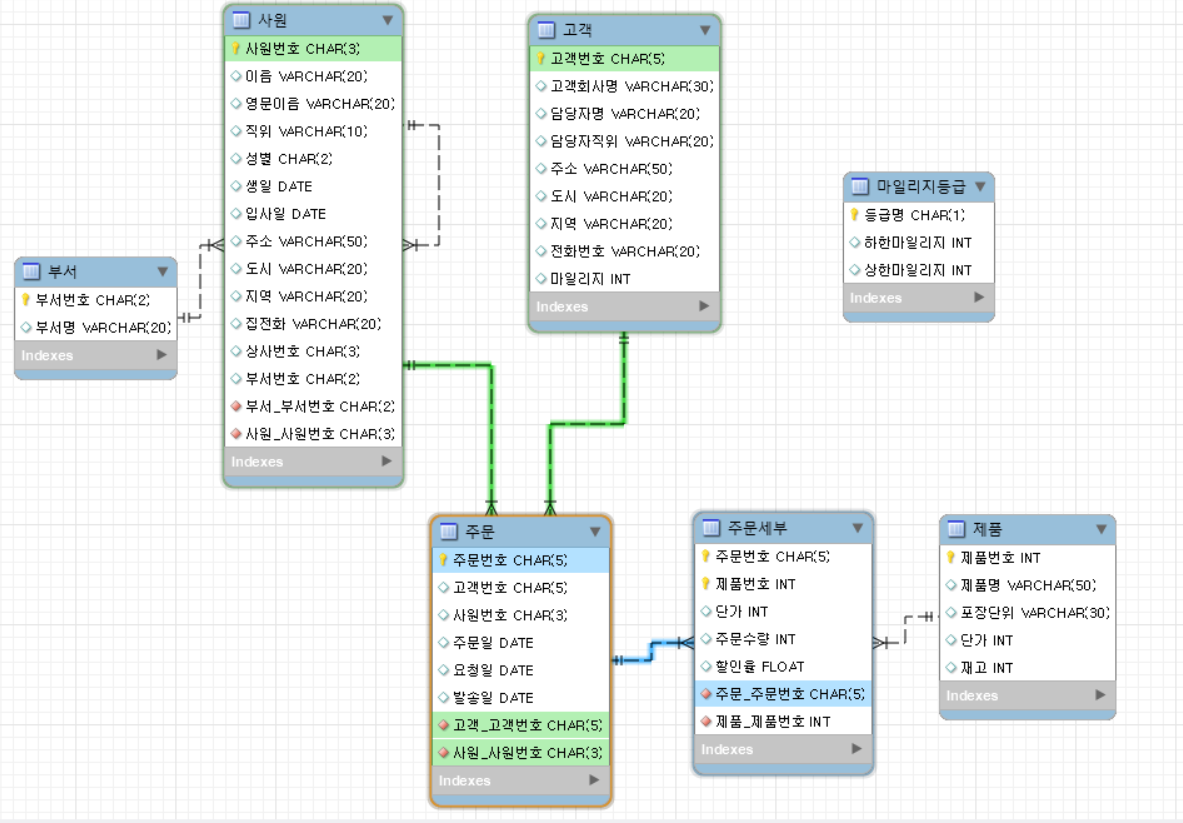 사원
사원번호 CHAR(3)
이름 VARCHAR(20)
영문이름 VARCHAR(20)
직위 VARCHAR(10)
성별 CHAR(2)
생일 DATE
입사일 DATE
주소 VARCHAR(50)
도시 VARCHAR(20)
지역 VARCHAR(20)
집전화 VARCHAR(20)
상사번호 CHAR(3)
부서번호 CHAR(2)
부서_부서번호 CHAR(2)
사원_사원번호 CHAR(3)
Indexes
고객
고객번호 CHAR(5)
고객회사명 VARCHAR(30)
담당자명 VARCHAR(20)
담당자직위 VARCHAR(20)
주소 VARCHAR(50)
도시 VARCHAR(20)
지역 VARCHAR(20)
전화번호 VARCHAR(20)
마일리지 INT
Indexes
마일리지등급
등급명 CHAR(1)
하한마일리지 INT
상한마일리지 INT
Indexes
부서
부서번호 CHAR(2)
부서명 VARCHAR(20)
Indexes
주문
주문번호 CHAR(5)
고객번호 CHAR(5)
사원번호 CHAR(3)
주문일 DATE
요청일 DATE
발송일 DATE
고객_고객번호 CHAR(5)
사원_사원번호 CHAR(3)
Indexes
주문세부
주문번호 CHAR(5)
제품번호 INT
단가 INT
주문수량 INT
할인율 FLOAT
주문_주문번호 CHAR(5)
제품_제품번호 INT
Indexes
제품
제품번호 INT
제품명 VARCHAR(50)
포장단위 VARCHAR(30)
단가 INT
재고 INT
Indexes